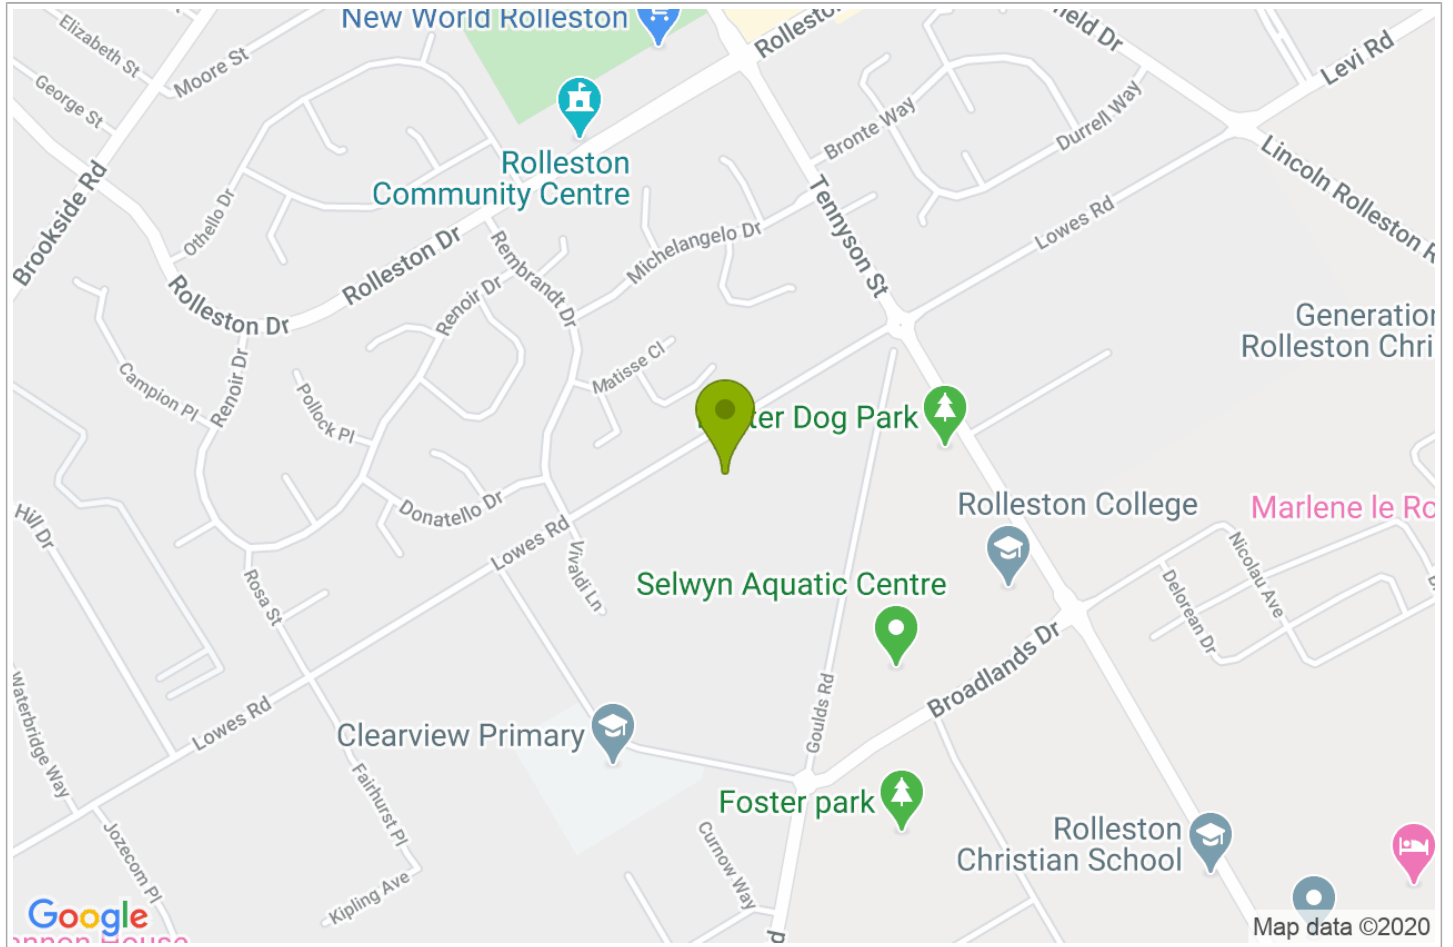 New World Rolleston
Elizabeth St
Moore St
George St
Brookside Rd
Rolleston
Community Centre
Levi Rd
Bronte Way
Durrell Way
Lincoln Rolleston
Tennyson St
Lowes Rd
Othello Dr
Rolleston Dr
Rolleston Dr
Rembrandt Dr
Michelangelo Dr
Renoir Dr
Renoir Dr
Campion Pl
Pollock Pl
Matisse Cl
Generation
Rolleston Chri
Dog Park
Rolleston College
Marlene le Ro
Hill Dr
Donatello Dr
Lowes Rd
Vivaldi Ln
Rosa St
Selwyn Aquatic Centre
Nicolau Ave
Delorean Dr
Broadlands Dr
Goulds Rd
Waterbridge Way
Lowes Rd
Clearview Primary
Fairhurst Pl
Foster park
Rolleston
Christian School
Jozecom Pl
Curnow Way
Kipling Ave
Google
Map data ©2020